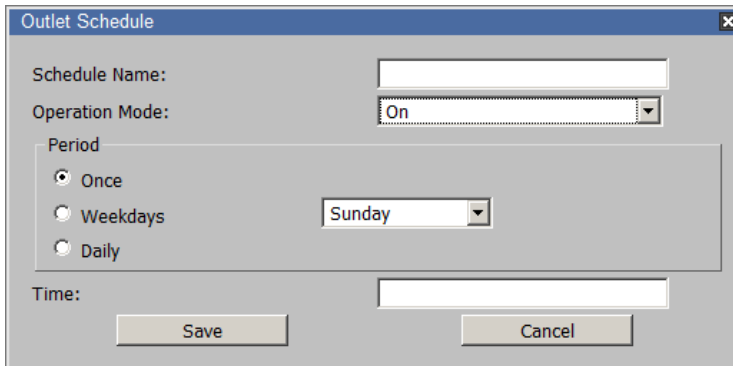 Outlet Schedule
Schedule Name:
Operation Mode: On
Period
Once
Weekdays Sunday
Daily
Time:
Save Cancel